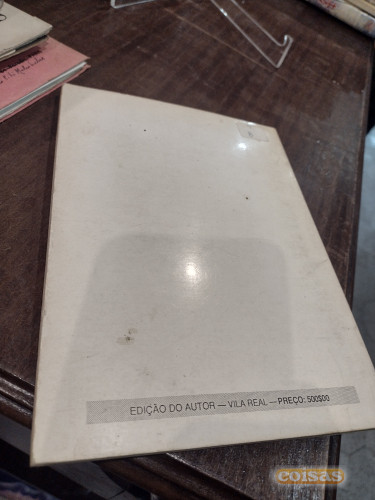 EDIÇÃO DO AUTOR — VILA REAL — PREÇO: 500$00
coisas